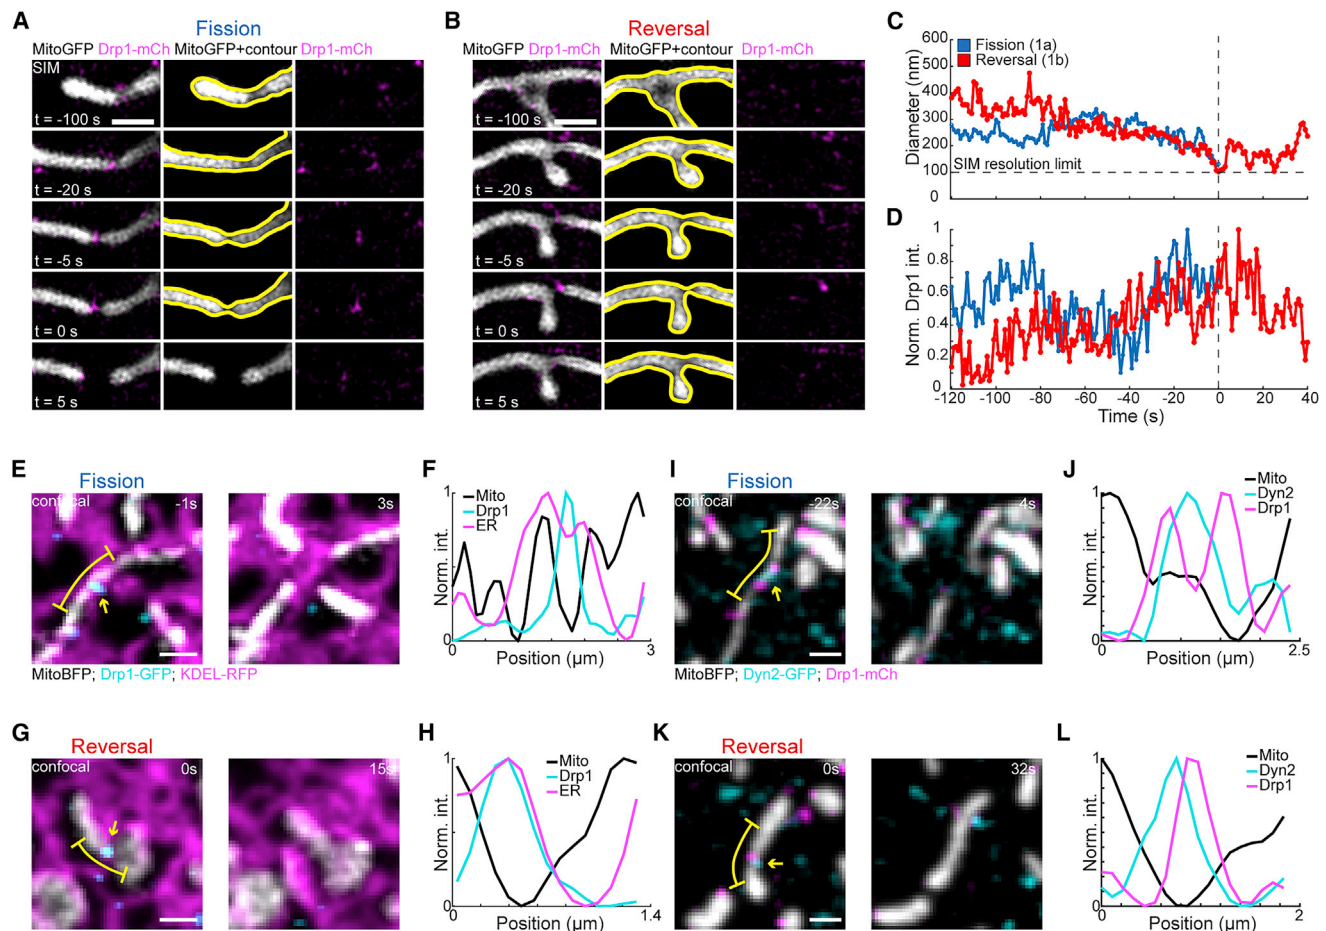 A Fission
MitoGFP Drp1-mCh MitoGFP+contour Drp1-mCh
SIM
t = -100 s
t = -20 s
t = -5 s
t = 0 s
t = 5 s
B Reversal
MitoGFP Drp1-mCh MitoGFP+contour Drp1-mCh
t = -100 s
t = -20 s
t = -5 s
t = 0 s
t = 5 s
C
600
500
400
300
200
100
0
Diameter (nm)
Fission (1a)
Reversal (1b)
SIM resolution limit
D
1
0.8
0.6
0.4
0.2
0
Norm. Drp1 int.
-120 -100 -80 -60 -40 -20 0 20 40
Time (s)
E Fission
confocal -1s
3s
MitoBFP; Drp1-GFP; KDEL-RFP
F
1
Norm. int.
0
Mito
Drp1
ER
0 Position (µm) 3
I Fission
confocal -22s
4s
MitoBFP; Dyn2-GFP; Drp1-mCh
J
1
Norm. int.
0
Mito
Dyn2
Drp1
0 Position (µm) 2.5
G Reversal
confocal 0s
15s
H
1
Norm. int.
0
Mito
Drp1
ER
0 Position (µm) 1.4
K Reversal
confocal 0s
32s
L
1
Norm. int.
0
Mito
Dyn2
Drp1
0 Position (µm) 2